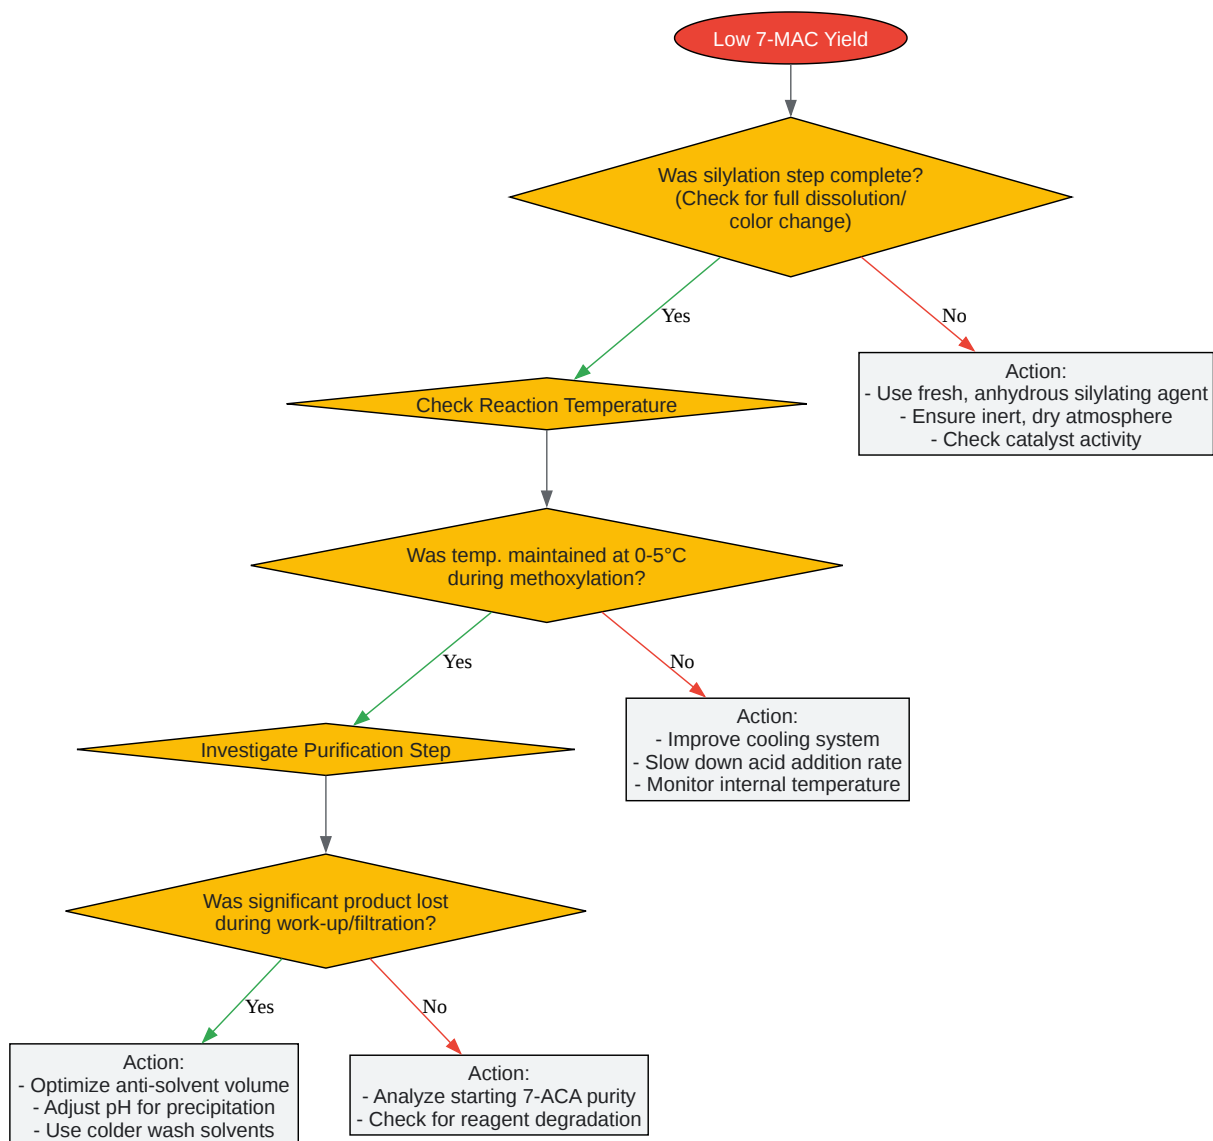 Low 7-MAC Yield
Was silylation step complete?
(Check for full dissolution/
color change)
Yes
No
Action:
- Use fresh, anhydrous silylating agent
- Ensure inert, dry atmosphere
- Check catalyst activity
Check Reaction Temperature
Was temp. maintained at 0-5°C
during methoxylation?
Yes
No
Action:
- Improve cooling system
- Slow down acid addition rate
- Monitor internal temperature
Investigate Purification Step
Was significant product lost
during work-up/filtration?
Yes
No
Action:
- Optimize anti-solvent volume
- Adjust pH for precipitation
- Use colder wash solvents
Action:
- Analyze starting 7-ACA purity
- Check for reagent degradation